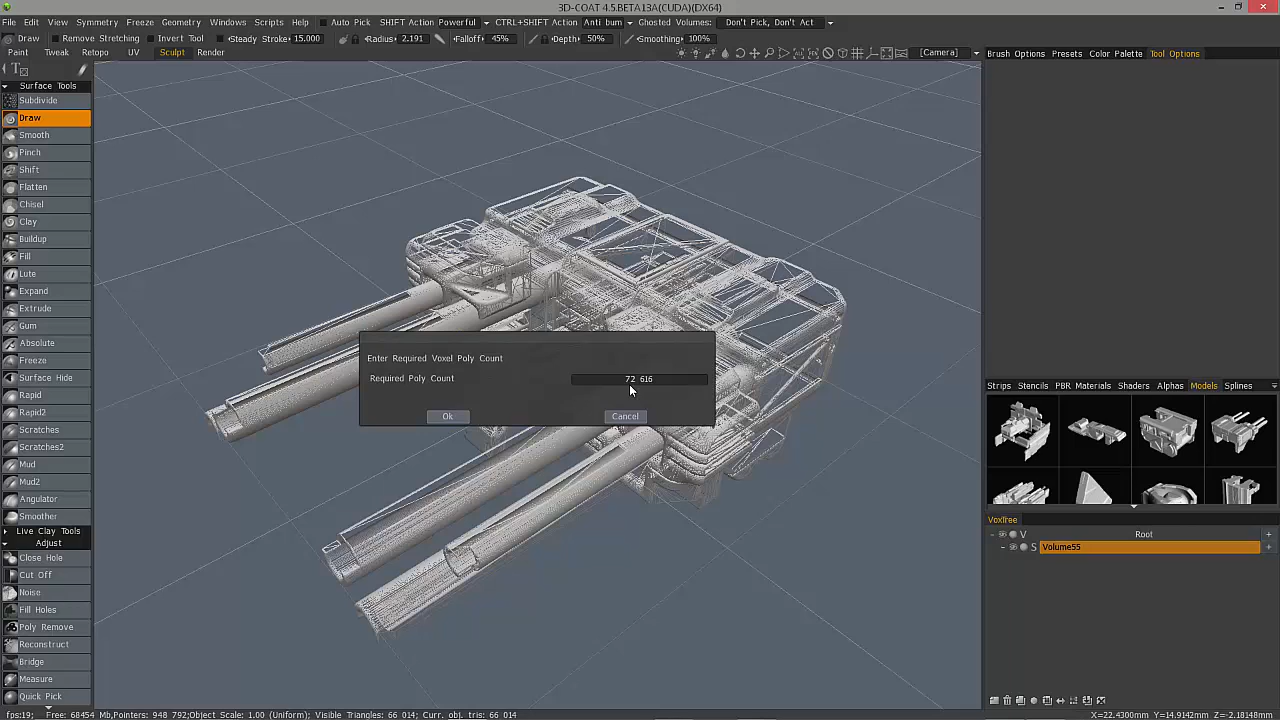 3D-COAT 4.5.BETA13A(CUDA)(DX64)
File Edit View Symmetry Freeze Geometry Windows Scripts Help Auto Pick SHIFT Action Powerful CTRL+SHIFT Action Anti bum Ghosted Volumes: Don't Pick, Don't Act
Draw Remove Stretching Invert Tool Steady Stroke 15.000 Radius 2.191 Falloff 45% Depth 50% Smoothing 100%
Paint Tweak Retopo UV Sculpt Render [Camera] Brush Options Presets Color Palette Tool Options
Surface Tools
Subdivide
Draw
Smooth
Pinch
Shift
Flatten
Chisel
Clay
Buildup
Fill
Lute
Expand
Extrude
Gum
Absolute
Freeze
Surface Hide
Rapid
Rapid2
Scratches
Scratches2
Mud
Mud2
Angulator
Smoother
Live Clay Tools
Adjust
Close Hole
Cut Off
Noise
Fill Holes
Poly Remove
Reconstruct
Bridge
Measure
Quick Pick
Enter Required Voxel Poly Count
Required Poly Count 72 616
Ok Cancel
Strips Stencils PBR Materials Shaders Alphas Models Splines
VoxTree
V Root +
S Volume55 +
fps:19; Free: 68454 Mb,Pointers: 948 792;Object Scale: 1.00 (Uniform); Visible Triangles: 66 014; Curr. obj. tris: 66 014 X=22.4300mm Y=14.9142mm Z=-2.18148mm